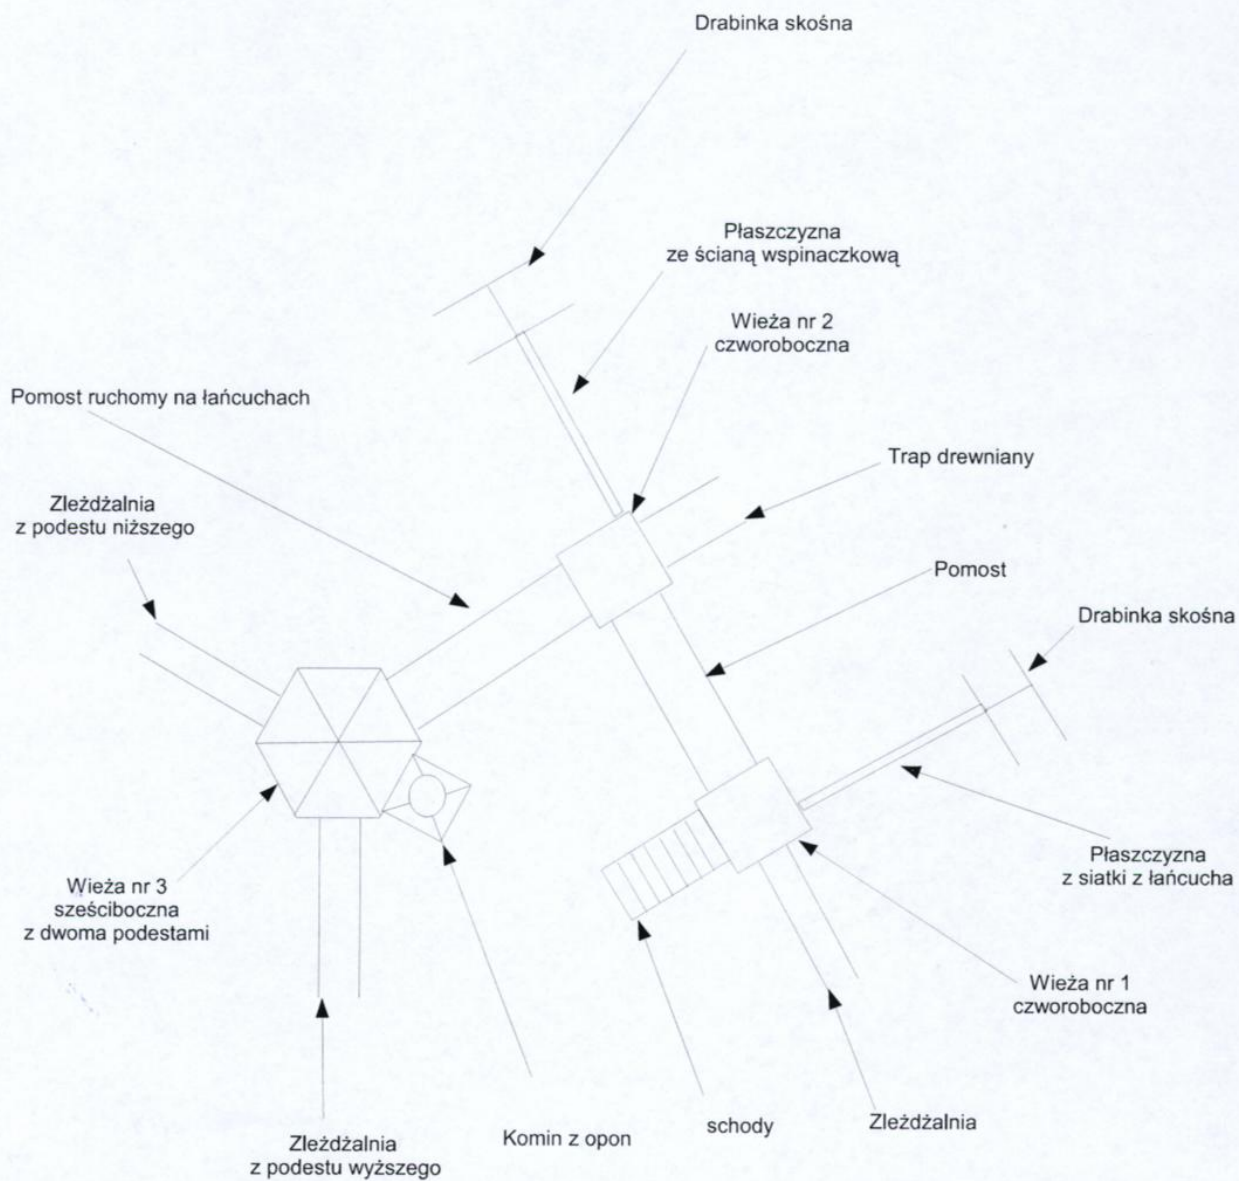 Drabinka skośna
Płaszczyzna
ze ścianą wspinaczkową
Wieża nr 2
czworoboczna
Pomost ruchomy na łańcuchach
Trap drewniany
Zleżdżalnia
z podestu niższego
Pomost
Drabinka skośna
Płaszczyzna
z siatki z łańcucha
Wieża nr 3
sześciboczna
z dwoma podestami
Wieża nr 1
czworoboczna
schody
Zleżdżalnia
Komin z opon
Zleżdżalnia
z podestu wyższego